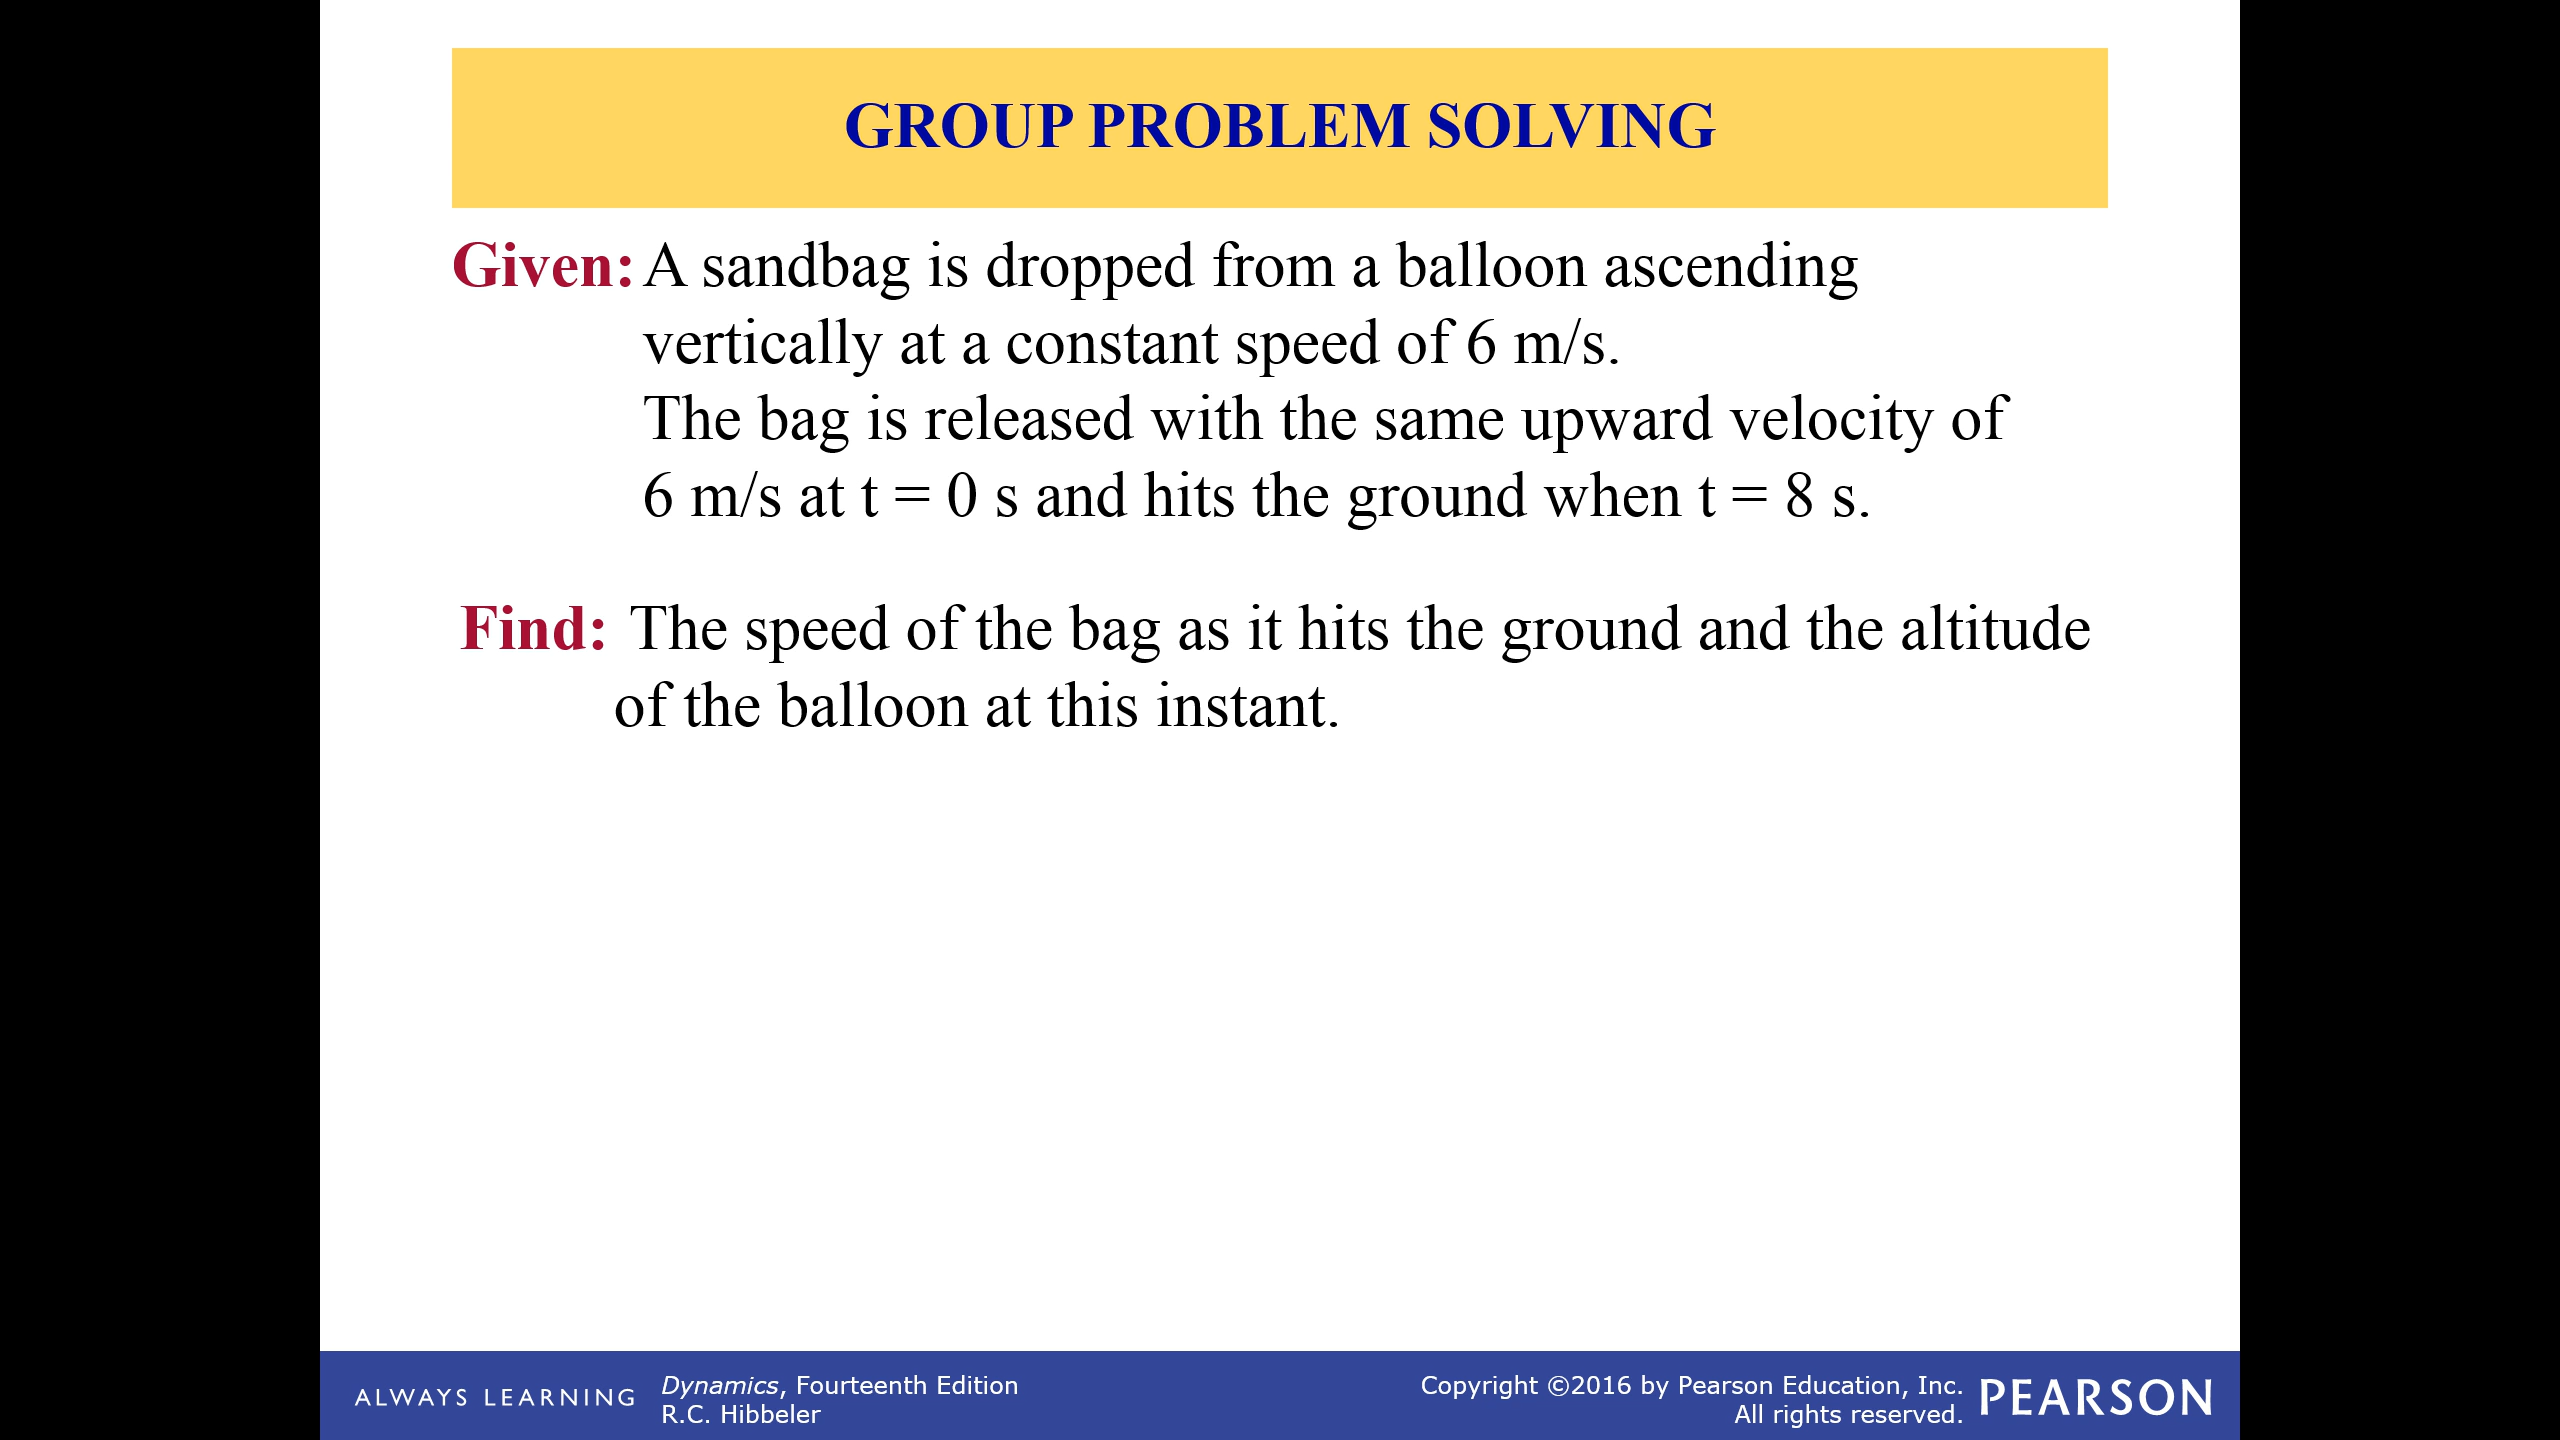 GROUP PROBLEM SOLVING
Given: A sandbag is dropped from a balloon ascending
vertically at a constant speed of 6 m/s.
The bag is released with the same upward velocity of
6 m/s at t = 0 s and hits the ground when t = 8 s.
Find: The speed of the bag as it hits the ground and the altitude
of the balloon at this instant.
ALWAYS LEARNING
Dynamics, Fourteenth Edition
R.C. Hibbeler
Copyright ©2016 by Pearson Education, Inc.
All rights reserved.
PEARSON